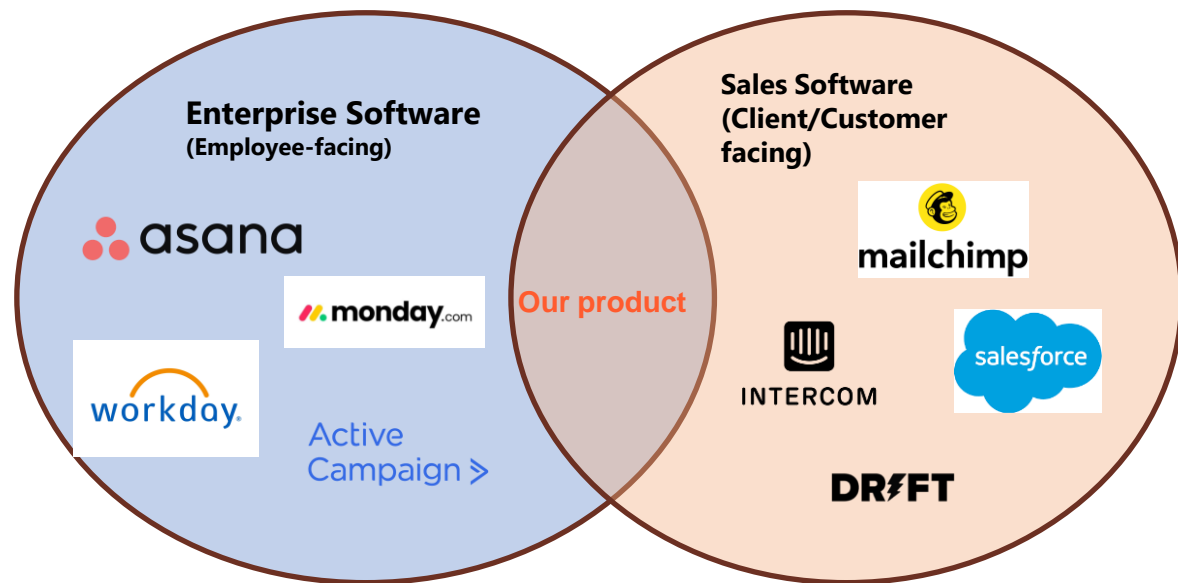 Enterprise Software
(Employee-facing)
asana
monday.com
workday®
Active
Campaign >
Our product
Sales Software
(Client/Customer
facing)
mailchimp
INTERCOM
salesforce
DRIFT